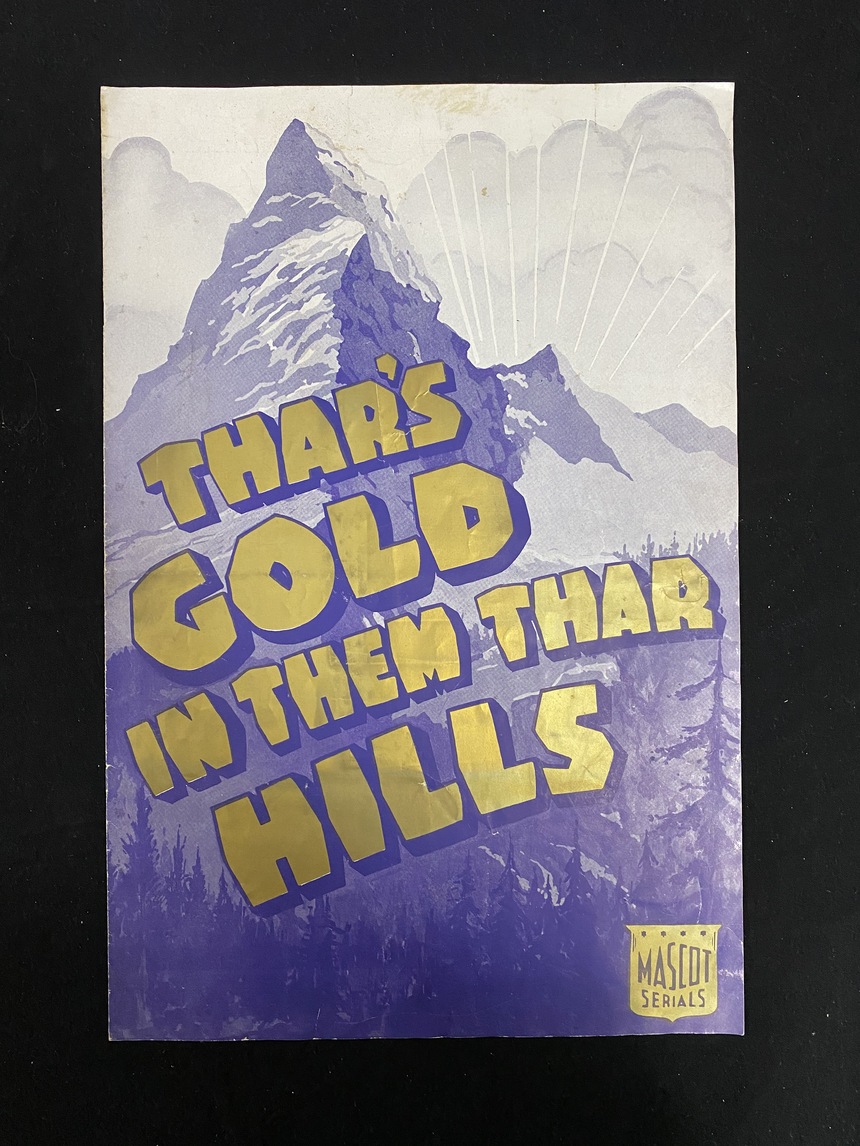 THAR'S
GOLD
IN THEM THAR
HILLS
MASCOT
SERIALS